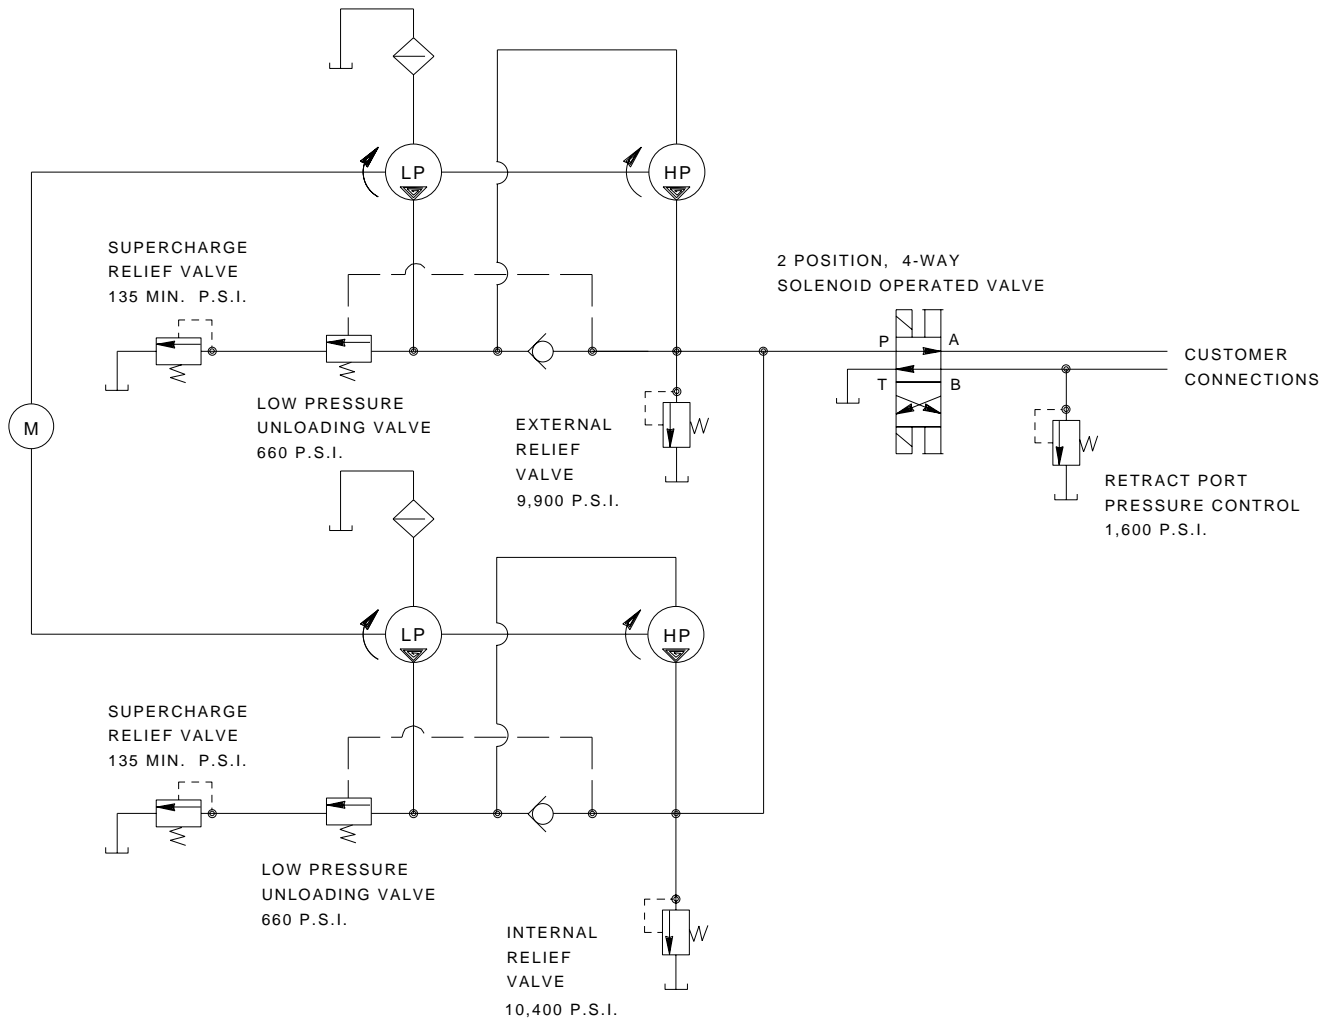 LP
HP
SUPERCHARGE
RELIEF VALVE
135 MIN. P.S.I.
2 POSITION, 4-WAY
SOLENOID OPERATED VALVE
P
A
T
B
CUSTOMER
CONNECTIONS
LOW PRESSURE
UNLOADING VALVE
660 P.S.I.
M
EXTERNAL
RELIEF
VALVE
9,900 P.S.I.
RETRACT PORT
PRESSURE CONTROL
1,600 P.S.I.
LP
HP
SUPERCHARGE
RELIEF VALVE
135 MIN. P.S.I.
LOW PRESSURE
UNLOADING VALVE
660 P.S.I.
INTERNAL
RELIEF
VALVE
10,400 P.S.I.